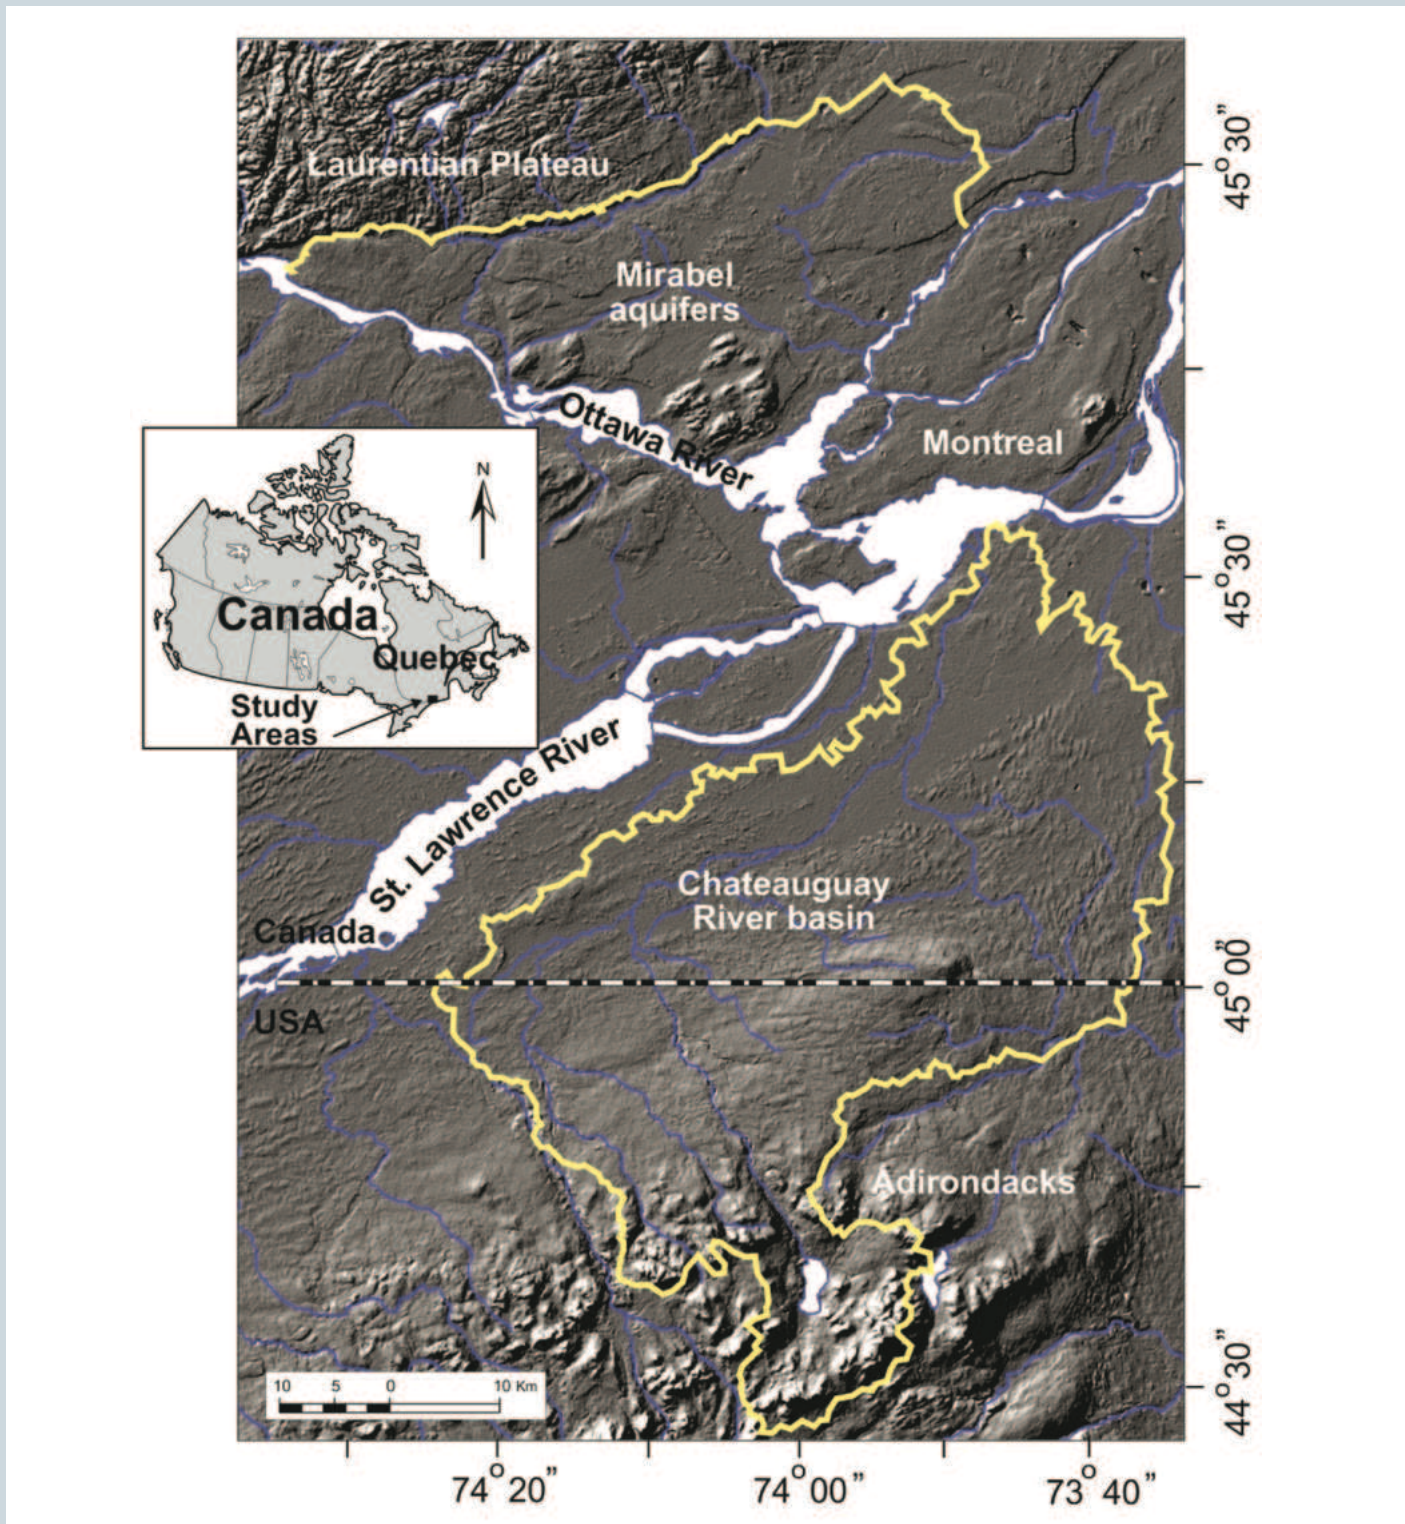 Laurentian Plateau
45°30”
Mirabel
aquifers
Ottawa River
Montreal
N
Canada
Quebec
Study
Areas
45°30”
St. Lawrence River
Chateauguay
River basin
Canada
45°00”
USA
Adirondacks
10 5 0 10 Km
44°30”
74°20” 74°00” 73°40”